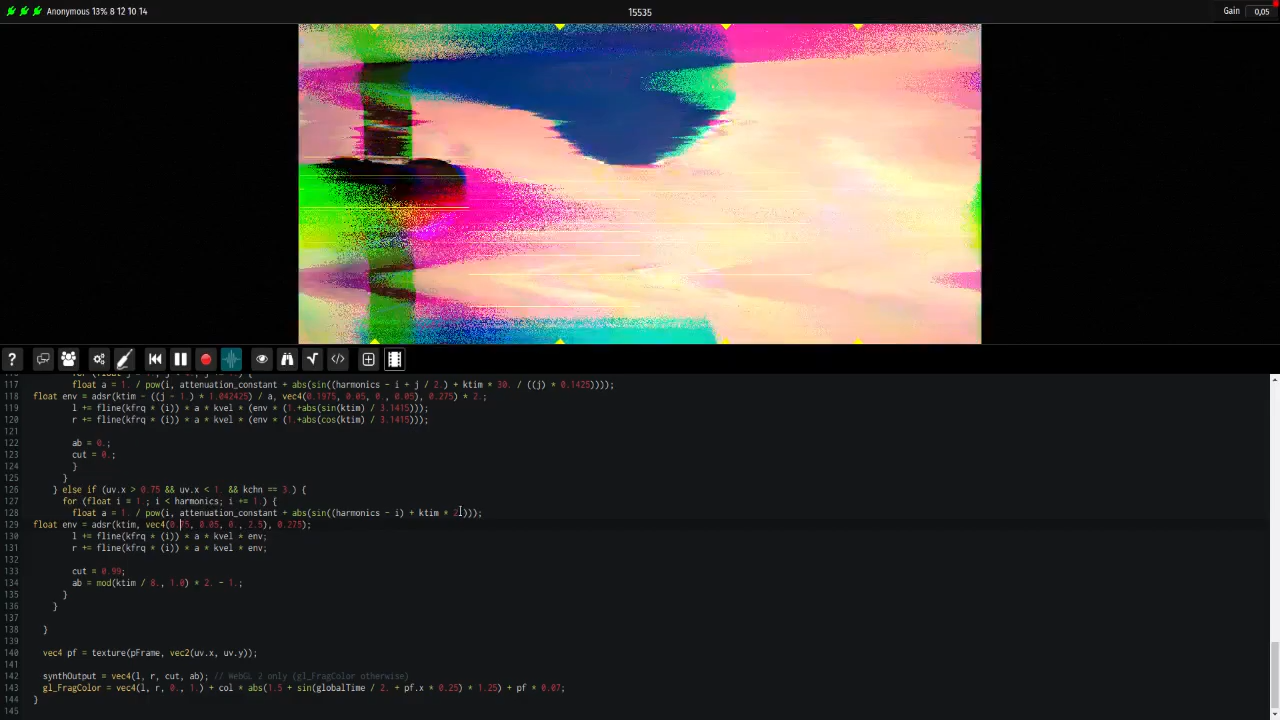 Anonymous 13% 8 12 10 14
15535
Gain 0,05
117 float a = 1. / pow(i, attenuation_constant + abs(sin((harmonics - i + j / 2.) + ktim * 30. / ((j) * 0.1425))));
118 float env = adsr(ktim - ((j - 1.) * 1.042425) / a, vec4(0.1975, 0.05, 0., 0.05), 0.275) * 2.;
119 l += fline(kfrq * (i)) * a * kvel * (env * (1.+abs(sin(ktim) / 3.1415)));
120 r += fline(kfrq * (i)) * a * kvel * (env * (1.+abs(cos(ktim) / 3.1415)));
121
122 ab = 0.;
123 cut = 0.;
124 }
125 }
126 } else if (uv.x > 0.75 && uv.x < 1. && kchn == 3.) {
127 for (float i = 1.; i < harmonics; i += 1.) {
128 float a = 1. / pow(i, attenuation_constant + abs(sin((harmonics - i) + ktim * 2.)));
129 float env = adsr(ktim, vec4(0.75, 0.05, 0., 2.5), 0.275);
130 l += fline(kfrq * (i)) * a * kvel * env;
131 r += fline(kfrq * (i)) * a * kvel * env;
132
133 cut = 0.99;
134 ab = mod(ktim / 8., 1.0) * 2. - 1.;
135 }
136 }
137
138 }
139
140 vec4 pf = texture(pFrame, vec2(uv.x, uv.y));
141
142 synthOutput = vec4(l, r, cut, ab); // WebGL 2 only (gl_FragColor otherwise)
143 gl_FragColor = vec4(l, r, 0., 1.) + col * abs(1.5 + sin(globalTime / 2. + pf.x * 0.25) * 1.25) + pf * 0.07;
144 }
145